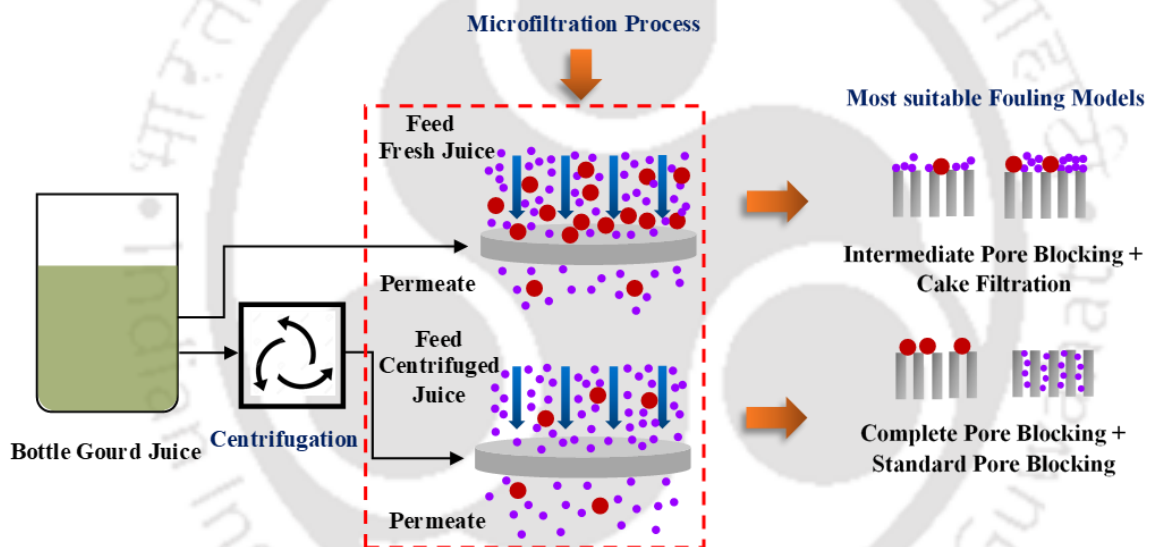 Microfiltration Process
Feed
Fresh Juice
Permeate
Feed
Centrifuged
Juice
Permeate
Bottle Gourd Juice
Centrifugation
Most suitable Fouling Models
Intermediate Pore Blocking +
Cake Filtration
Complete Pore Blocking +
Standard Pore Blocking